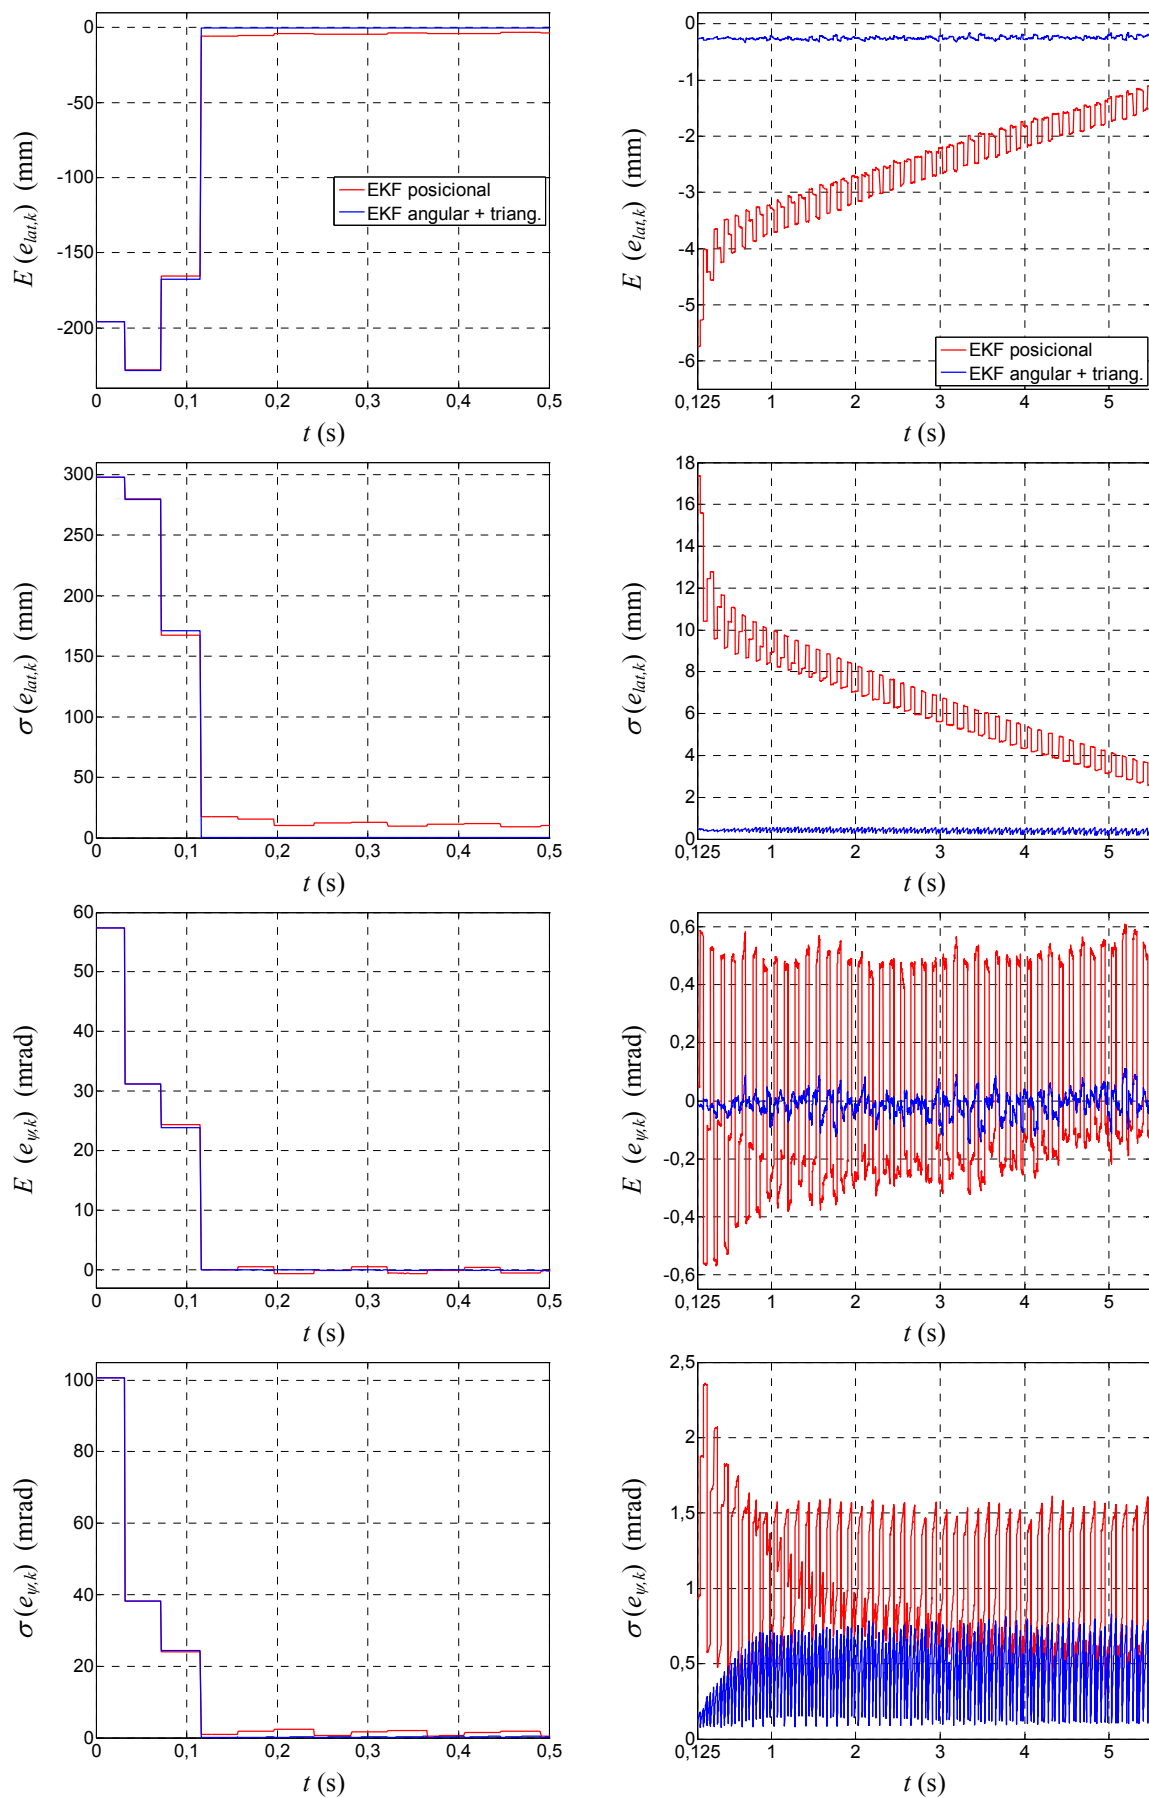 0
-50
-100
-150
-200
E (e_lat,k) (mm)
EKF posicional
EKF angular + triang.
0 0,1 0,2 0,3 0,4 0,5
t (s)
0
-1
-2
-3
-4
-5
-6
E (e_lat,k) (mm)
EKF posicional
EKF angular + triang.
0,125 1 2 3 4 5
t (s)
300
250
200
150
100
50
0
σ (e_lat,k) (mm)
0 0,1 0,2 0,3 0,4 0,5
t (s)
18
16
14
12
10
8
6
4
2
0
σ (e_lat,k) (mm)
0,125 1 2 3 4 5
t (s)
60
50
40
30
20
10
0
E (e_ψ,k) (mrad)
0 0,1 0,2 0,3 0,4 0,5
t (s)
0,6
0,4
0,2
0
-0,2
-0,4
-0,6
E (e_ψ,k) (mrad)
0,125 1 2 3 4 5
t (s)
100
80
60
40
20
0
σ (e_ψ,k) (mrad)
0 0,1 0,2 0,3 0,4 0,5
t (s)
2,5
2
1,5
1
0,5
0
σ (e_ψ,k) (mrad)
0,125 1 2 3 4 5
t (s)